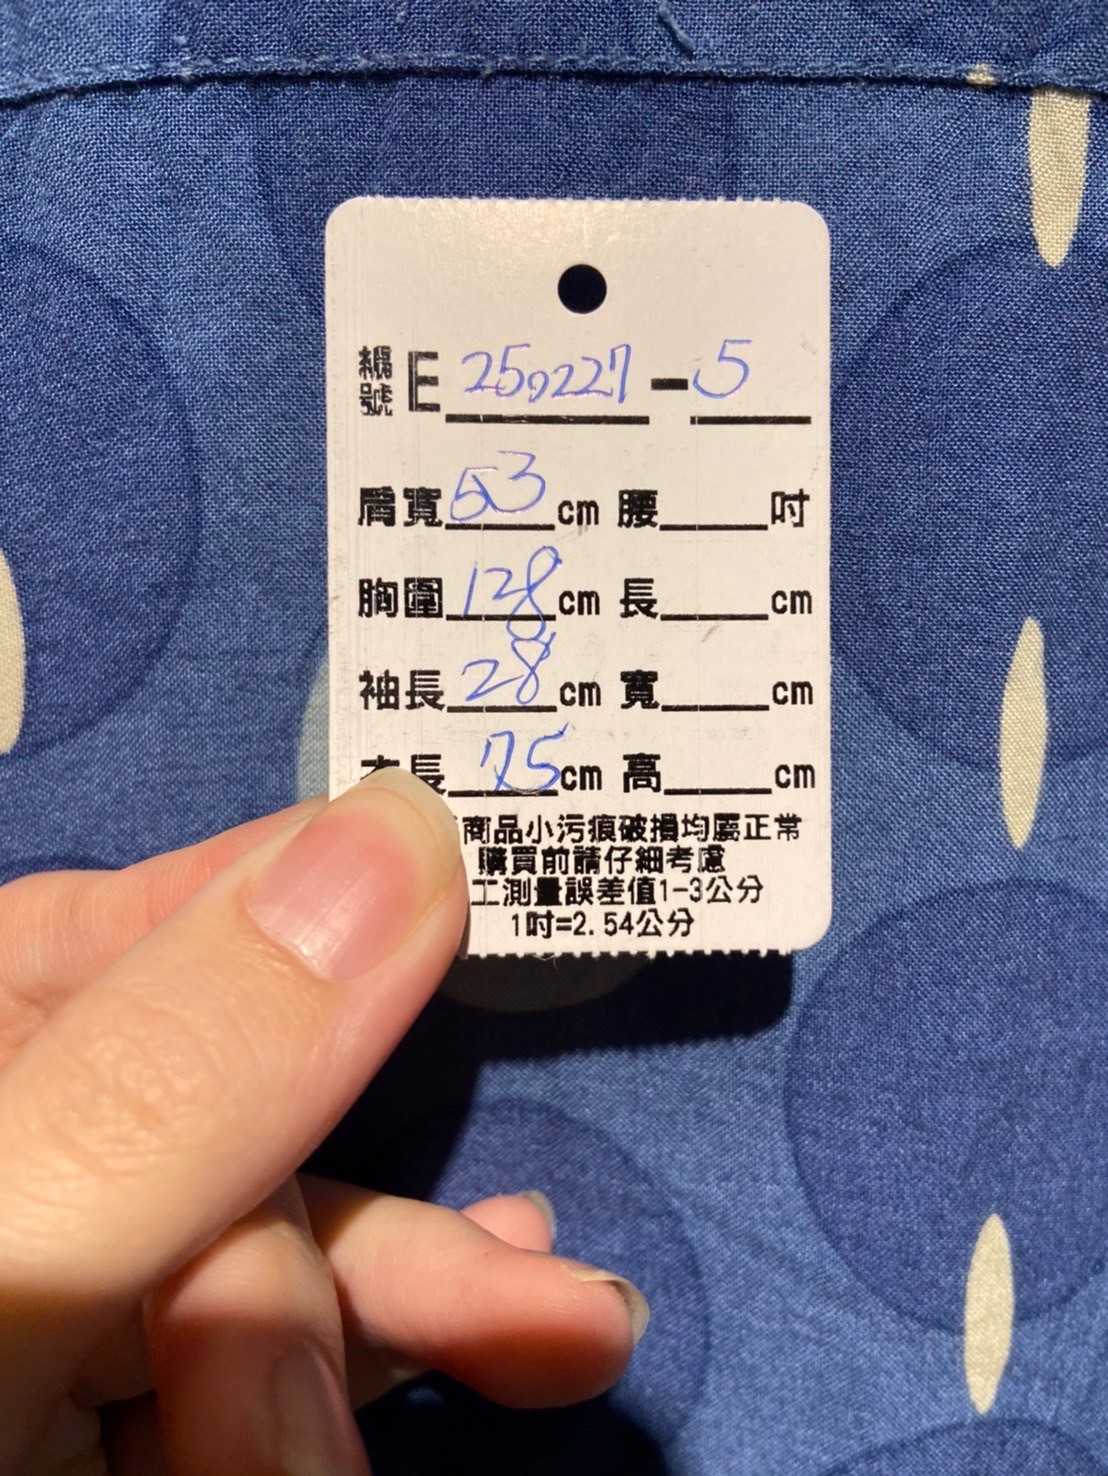 編號 E 250227-5
肩寬 53 cm 腰 吋
胸圍 128 cm 長 cm
袖長 28 cm 寬 cm
長 75 cm 高 cm
商品小污痕破損均屬正常
購買前請仔細考慮
工測量誤差值1-3公分
1吋=2.54公分